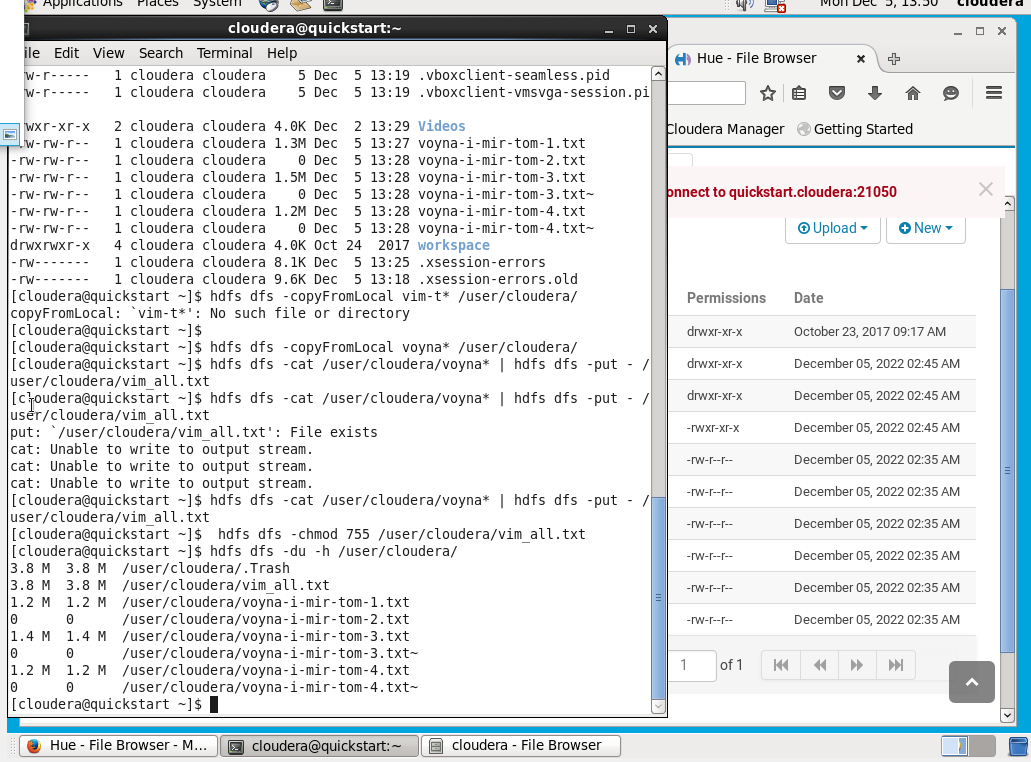 Applications Places System
Mon Dec 5, 13:50 cloudera
cloudera@quickstart:~
ile Edit View Search Terminal Help
rw-r----- 1 cloudera cloudera 5 Dec 5 13:19 .vboxclient-seamless.pid
rw-r----- 1 cloudera cloudera 5 Dec 5 13:19 .vboxclient-vmsvga-session.pi
rwxr-xr-x 2 cloudera cloudera 4.0K Dec 2 13:29 Videos
-rw-rw-r-- 1 cloudera cloudera 1.3M Dec 5 13:27 voyna-i-mir-tom-1.txt
-rw-rw-r-- 1 cloudera cloudera 0 Dec 5 13:28 voyna-i-mir-tom-2.txt
-rw-rw-r-- 1 cloudera cloudera 1.5M Dec 5 13:28 voyna-i-mir-tom-3.txt
-rw-rw-r-- 1 cloudera cloudera 0 Dec 5 13:28 voyna-i-mir-tom-3.txt~
-rw-rw-r-- 1 cloudera cloudera 1.2M Dec 5 13:28 voyna-i-mir-tom-4.txt
-rw-rw-r-- 1 cloudera cloudera 0 Dec 5 13:28 voyna-i-mir-tom-4.txt~
drwxrwxr-x 4 cloudera cloudera 4.0K Oct 24 2017 workspace
-rw------- 1 cloudera cloudera 8.1K Dec 5 13:25 .xsession-errors
-rw------- 1 cloudera cloudera 9.6K Dec 5 13:18 .xsession-errors.old
[cloudera@quickstart ~]$ hdfs dfs -copyFromLocal vim-t* /user/cloudera/
copyFromLocal: `vim-t*': No such file or directory
[cloudera@quickstart ~]$
[cloudera@quickstart ~]$ hdfs dfs -copyFromLocal voyna* /user/cloudera/
[cloudera@quickstart ~]$ hdfs dfs -cat /user/cloudera/voyna* | hdfs dfs -put - /
user/cloudera/vim_all.txt
[cloudera@quickstart ~]$ hdfs dfs -cat /user/cloudera/voyna* | hdfs dfs -put - /
user/cloudera/vim_all.txt
put: `/user/cloudera/vim_all.txt': File exists
cat: Unable to write to output stream.
cat: Unable to write to output stream.
cat: Unable to write to output stream.
[cloudera@quickstart ~]$ hdfs dfs -cat /user/cloudera/voyna* | hdfs dfs -put - /
user/cloudera/vim_all.txt
[cloudera@quickstart ~]$  hdfs dfs -chmod 755 /user/cloudera/vim_all.txt
[cloudera@quickstart ~]$ hdfs dfs -du -h /user/cloudera/
3.8 M 3.8 M /user/cloudera/.Trash
3.8 M 3.8 M /user/cloudera/vim_all.txt
1.2 M 1.2 M /user/cloudera/voyna-i-mir-tom-1.txt
0 0 /user/cloudera/voyna-i-mir-tom-2.txt
1.4 M 1.4 M /user/cloudera/voyna-i-mir-tom-3.txt
0 0 /user/cloudera/voyna-i-mir-tom-3.txt~
1.2 M 1.2 M /user/cloudera/voyna-i-mir-tom-4.txt
0 0 /user/cloudera/voyna-i-mir-tom-4.txt~
[cloudera@quickstart ~]$
Hue - File Browser
Cloudera Manager Getting Started
onnect to quickstart.cloudera:21050
Upload New
Permissions Date
drwxr-xr-x October 23, 2017 09:17 AM
drwxr-xr-x December 05, 2022 02:45 AM
drwxr-xr-x December 05, 2022 02:45 AM
-rwxr-xr-x December 05, 2022 02:45 AM
-rw-r--r-- December 05, 2022 02:35 AM
-rw-r--r-- December 05, 2022 02:35 AM
-rw-r--r-- December 05, 2022 02:35 AM
-rw-r--r-- December 05, 2022 02:35 AM
-rw-r--r-- December 05, 2022 02:35 AM
-rw-r--r-- December 05, 2022 02:35 AM
1 of 1
Hue - File Browser - M...
cloudera@quickstart:~
cloudera - File Browser